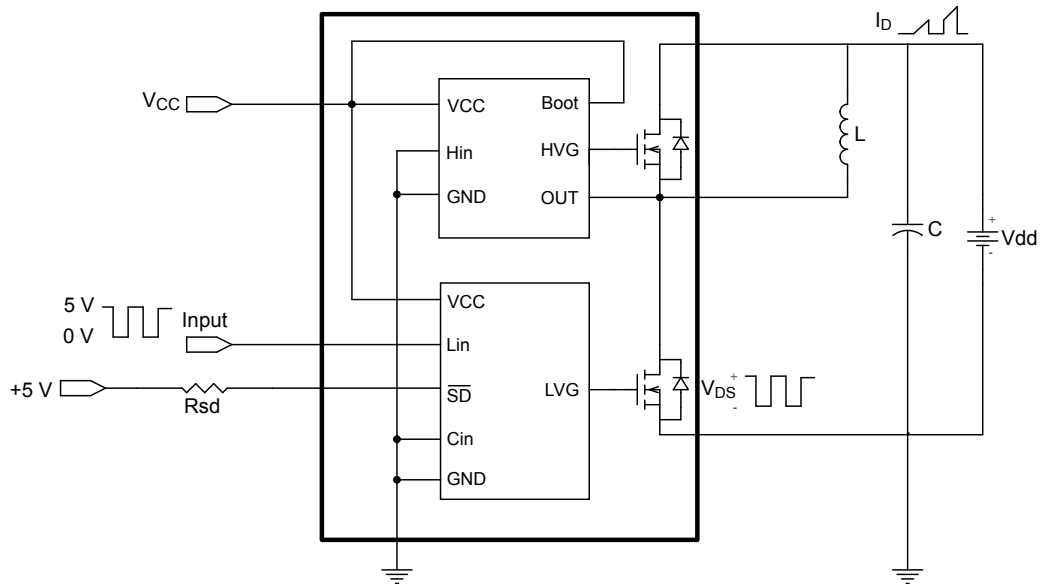 I_D
V_CC
VCC
Boot
Hin
HVG
GND
OUT
L
C
+
Vdd
-
VCC
5 V
0 V
Input
Lin
+5 V
Rsd
S̅D̅
LVG
V_DS
+
-
Cin
GND